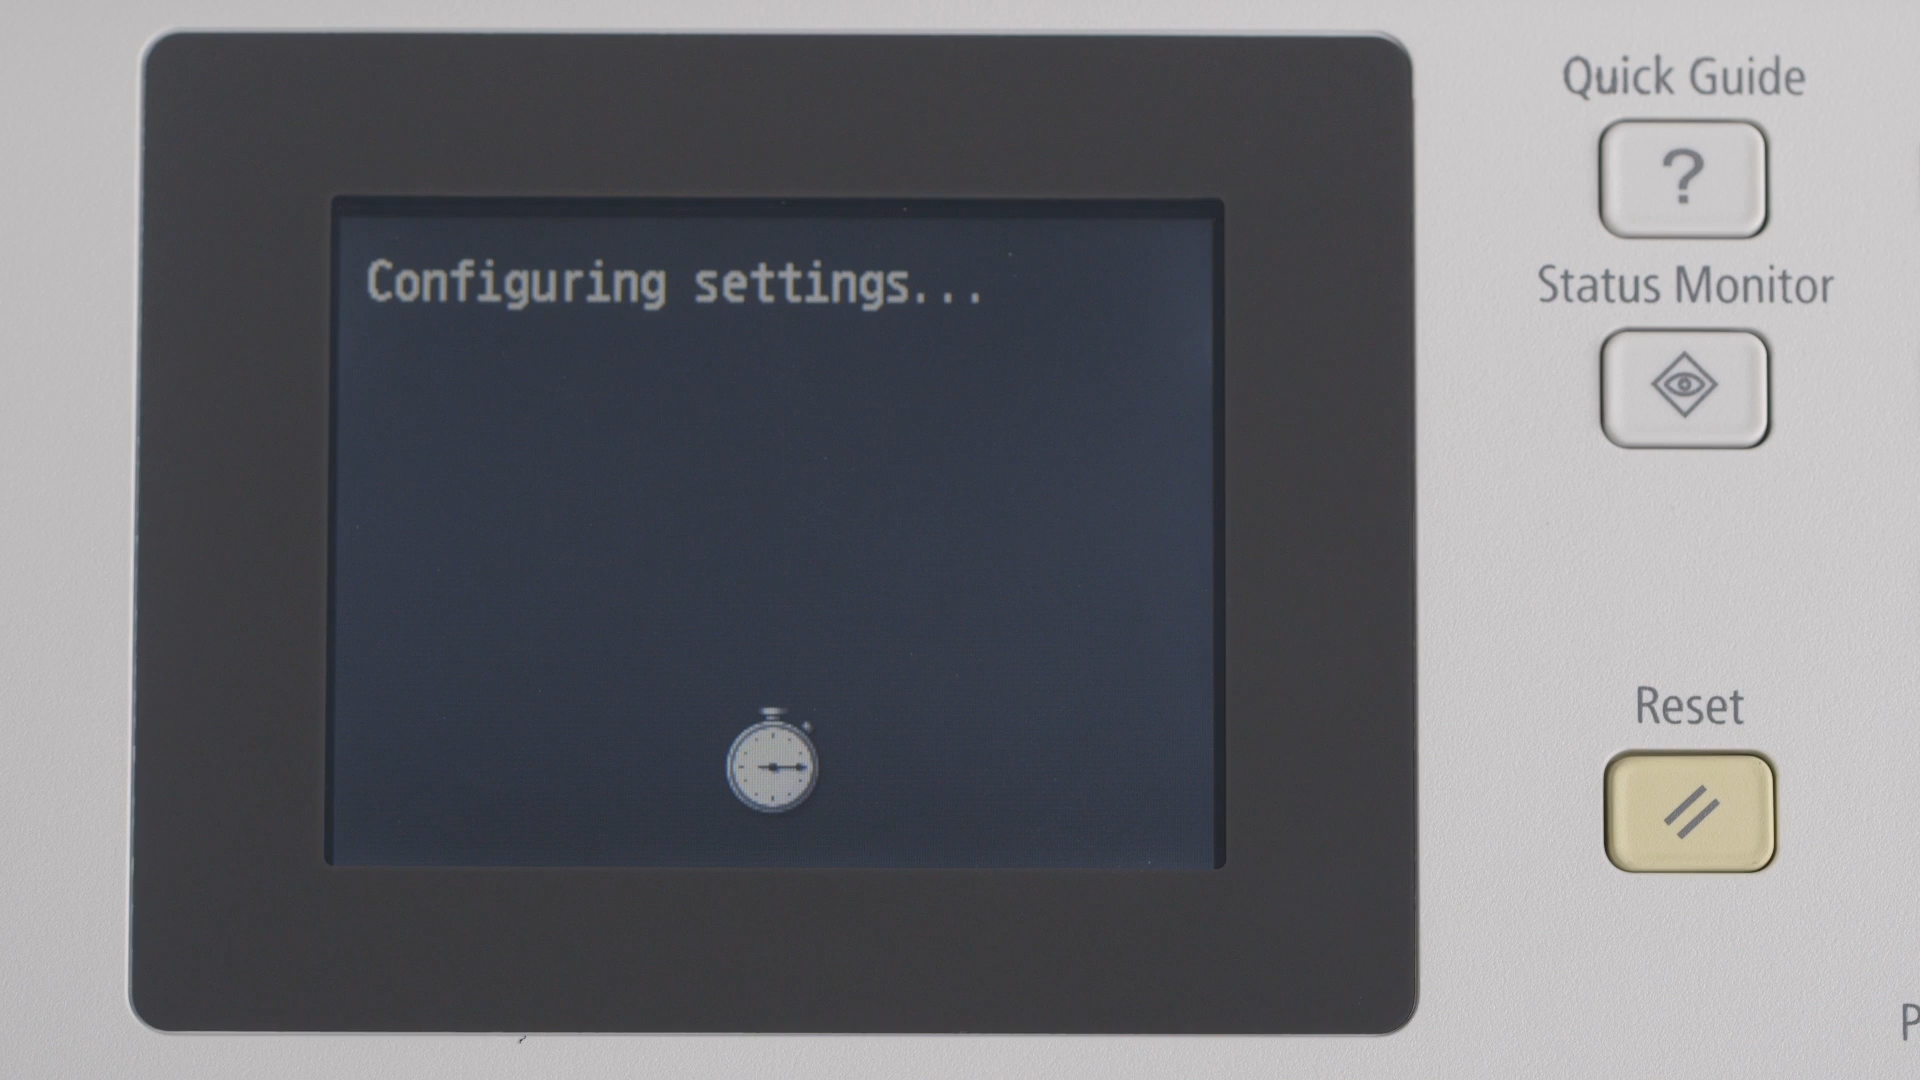 Configuring settings...
Quick Guide
?
Status Monitor
Reset
P